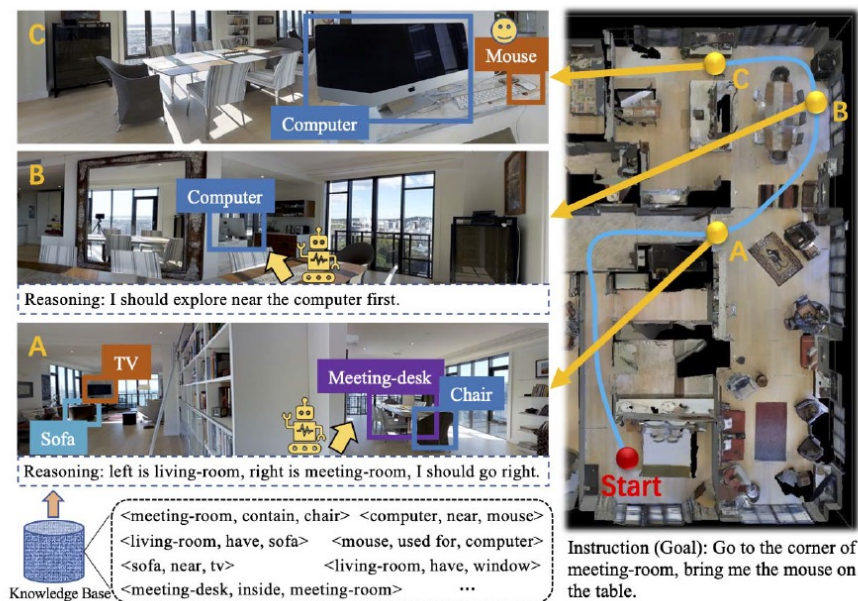 C
Mouse
Computer
B
Computer
Reasoning: I should explore near the computer first.
A
TV
Sofa
Meeting-desk
Chair
Reasoning: left is living-room, right is meeting-room, I should go right.
Knowledge Base
<meeting-room, contain, chair> <computer, near, mouse>
<living-room, have, sofa> <mouse, used for, computer>
<sofa, near, tv> <living-room, have, window>
<meeting-desk, inside, meeting-room> ...
C
B
A
Start
Instruction (Goal): Go to the corner of
meeting-room, bring me the mouse on
the table.